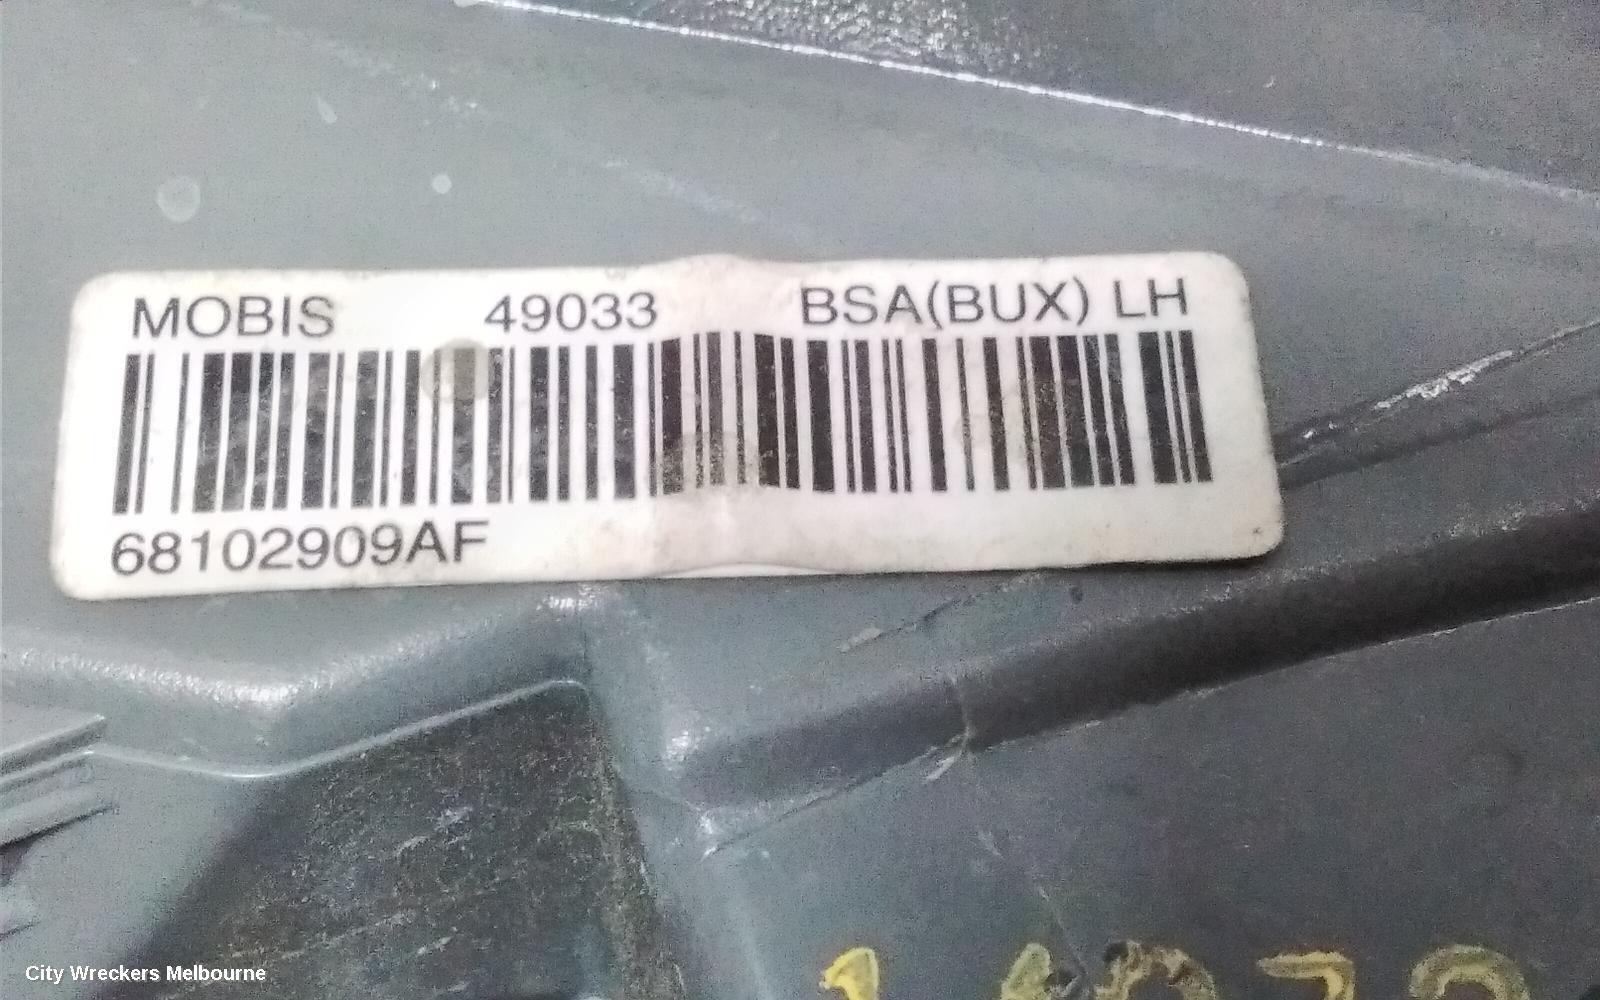 MOBIS 49033 BSA(BUX) LH
68102909AF
City Wreckers Melbourne